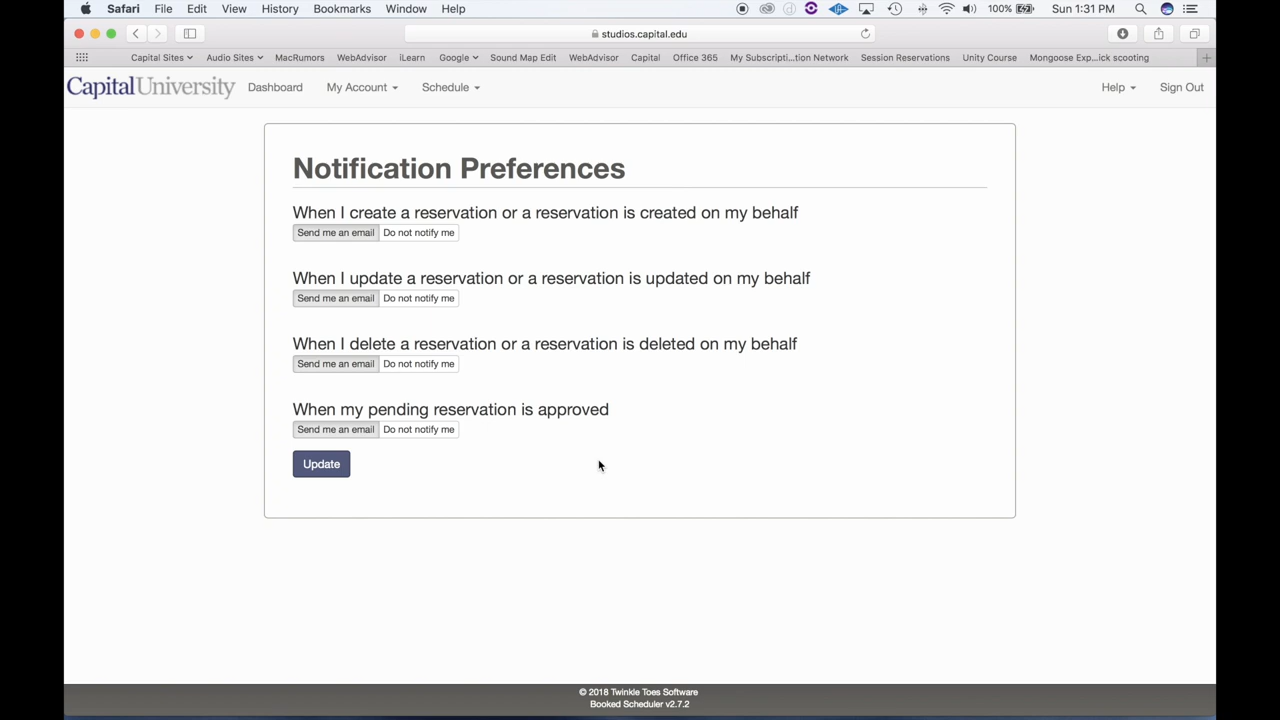 Safari File Edit View History Bookmarks Window Help 100% Sun 1:31 PM
studios.capital.edu
Capital Sites Audio Sites MacRumors WebAdvisor iLearn Google Sound Map Edit WebAdvisor Capital Office 365 My Subscripti...tion Network Session Reservations Unity Course Mongoose Exp...ick scooting
Capital University Dashboard My Account Schedule Help Sign Out
Notification Preferences
When I create a reservation or a reservation is created on my behalf
Send me an email Do not notify me
When I update a reservation or a reservation is updated on my behalf
Send me an email Do not notify me
When I delete a reservation or a reservation is deleted on my behalf
Send me an email Do not notify me
When my pending reservation is approved
Send me an email Do not notify me
Update
© 2018 Twinkle Toes Software
Booked Scheduler v2.7.2